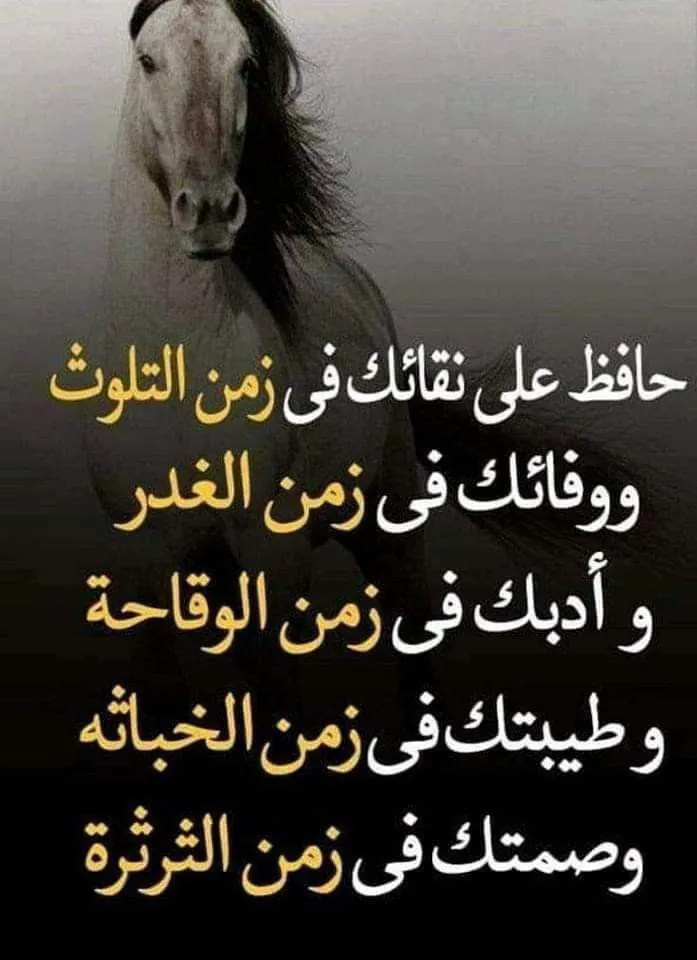 حافظ على نقائك فى زمن التلوث
ووفائك فى زمن الغدر
و أدبك فى زمن الوقاحة
و طيبتك فى زمن الخباثه
وصمتك فى زمن الثرثرة